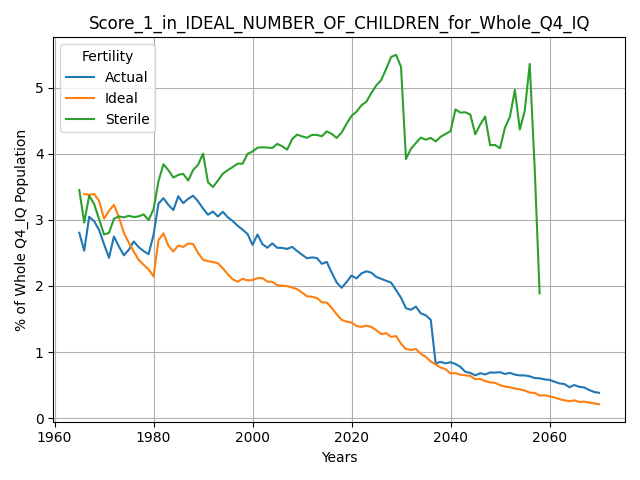 Score_1_in_IDEAL_NUMBER_OF_CHILDREN_for_Whole_Q4_IQ
Fertility
Actual
Ideal
Sterile
% of Whole Q4_IQ Population
5
4
3
2
1
0
1960 1980 2000 2020 2040 2060
Years